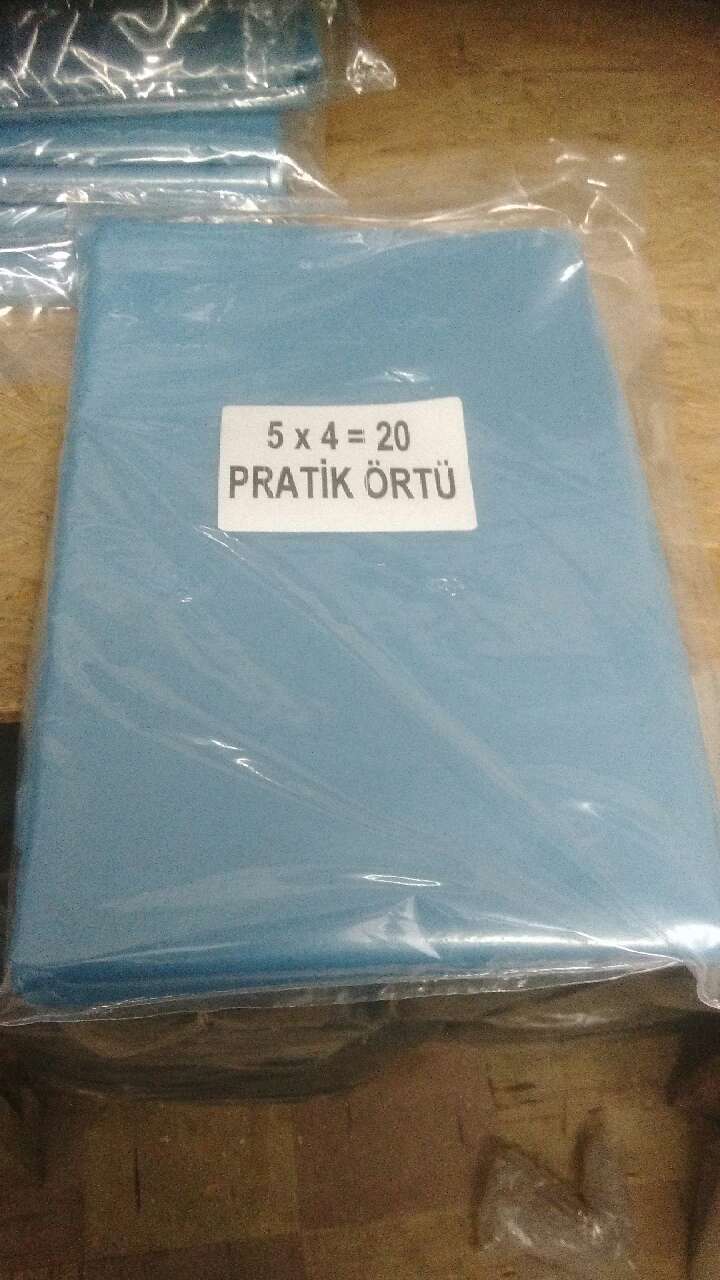 5 x 4 = 20
PRATİK ÖRTÜ